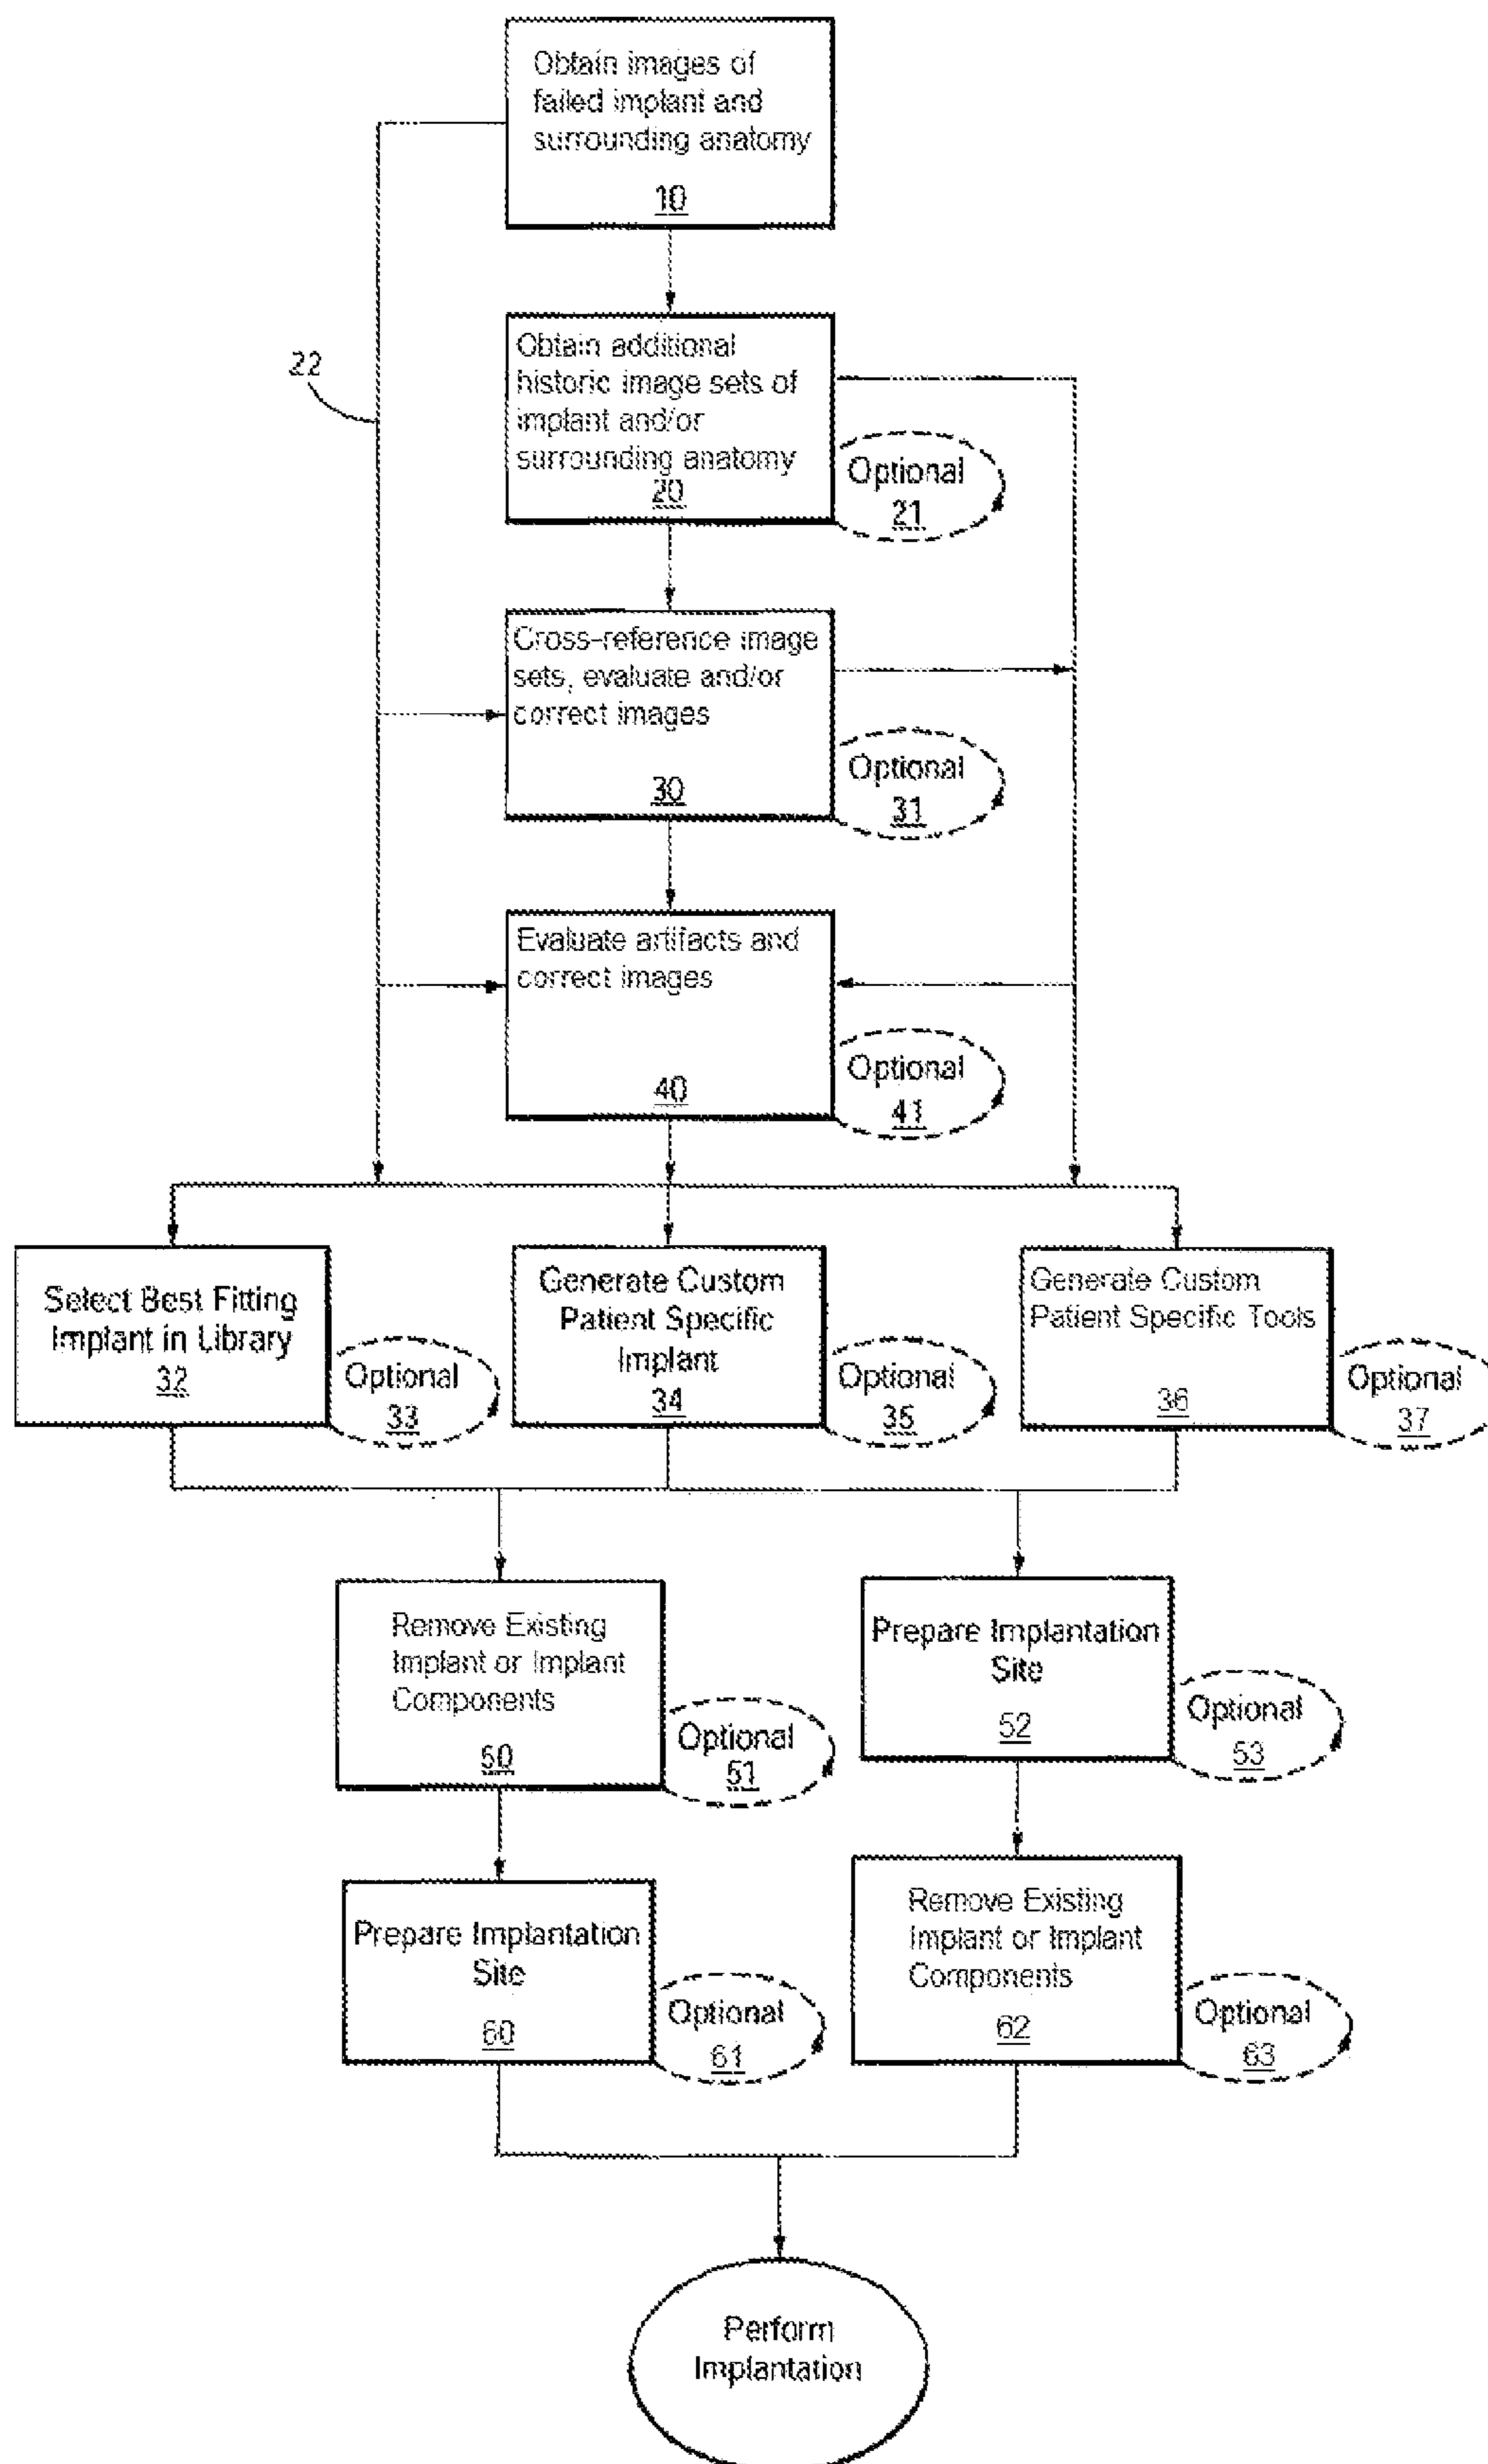 Obtain images of
failed implant and
surrounding anatomy
10
22
Obtain additional
historic image sets of
implant and/or
surrounding anatomy
20
Optional
21
Cross-reference image
sets, evaluate and/or
correct images
30
Optional
31
Evaluate artifacts and
correct images
40
Optional
41
Select Best Fitting
Implant in Library
32
Optional
33
Generate Custom
Patient Specific
Implant
34
Optional
35
Generate Custom
Patient Specific Tools
36
Optional
37
Remove Existing
Implant or Implant
Components
50
Optional
51
Prepare Implantation
Site
52
Optional
53
Prepare Implantation
Site
60
Optional
61
Remove Existing
Implant or Implant
Components
62
Optional
63
Perform
Implantation